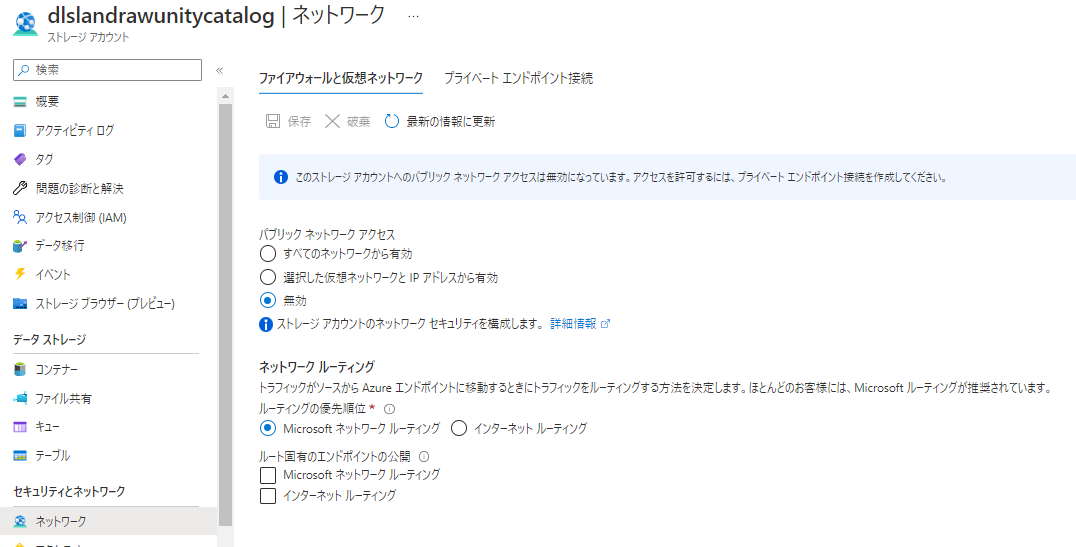 dlslandrawunitycatalog | ネットワーク ...
ストレージ アカウント
検索
«
概要
アクティビティ ログ
タグ
問題の診断と解決
アクセス制御 (IAM)
データ移行
イベント
ストレージ ブラウザー (プレビュー)
データ ストレージ
コンテナー
ファイル共有
キュー
テーブル
セキュリティとネットワーク
ネットワーク
ファイアウォールと仮想ネットワーク プライベート エンドポイント接続
保存 破棄 最新の情報に更新
このストレージ アカウントへのパブリック ネットワーク アクセスは無効になっています。アクセスを許可するには、プライベート エンドポイント接続を作成してください。
パブリック ネットワーク アクセス
すべてのネットワークから有効
選択した仮想ネットワークと IP アドレスから有効
無効
ストレージ アカウントのネットワーク セキュリティを構成します。 詳細情報
ネットワーク ルーティング
トラフィックがソースから Azure エンドポイントに移動するときにトラフィックをルーティングする方法を決定します。ほとんどのお客様には、Microsoft ルーティングが推奨されています。
ルーティングの優先順位 *
Microsoft ネットワーク ルーティング インターネット ルーティング
ルート固有のエンドポイントの公開
Microsoft ネットワーク ルーティング
インターネット ルーティング